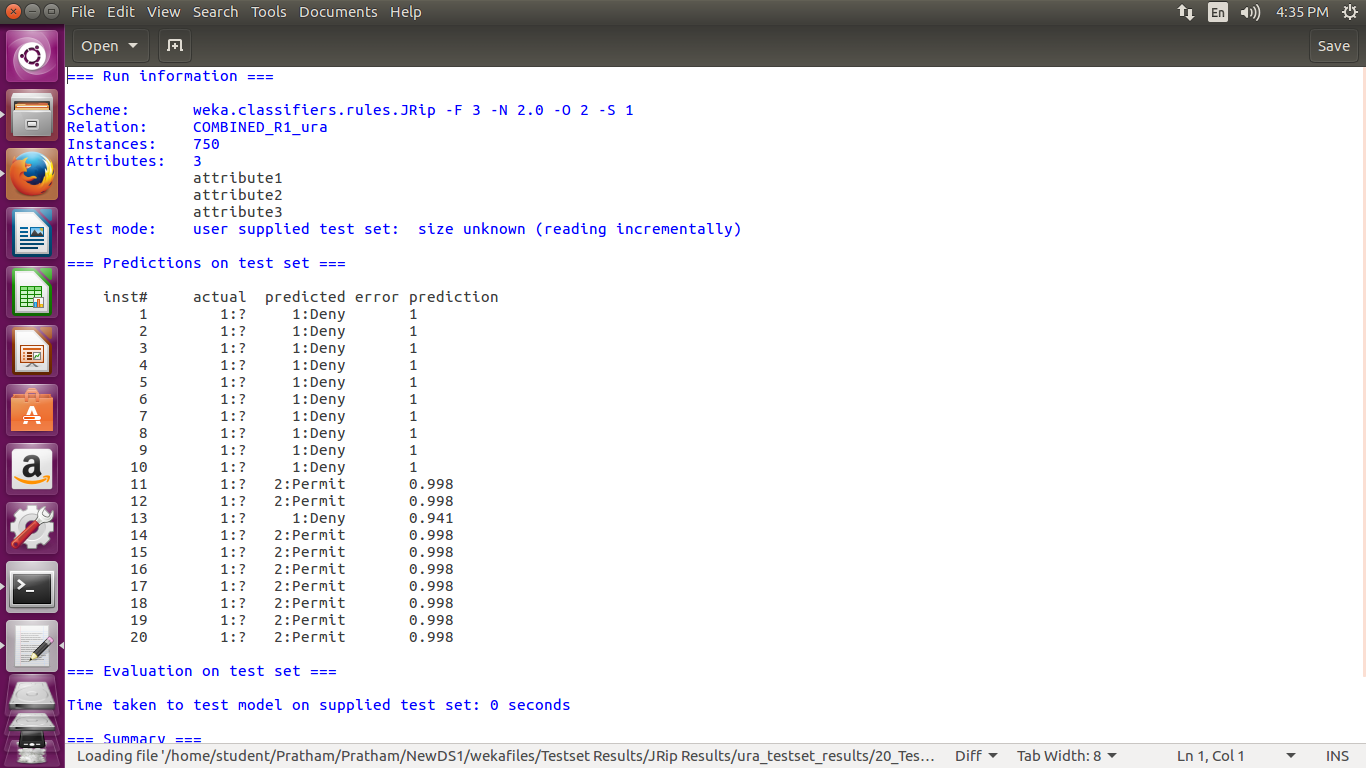 File Edit View Search Tools Documents Help En 4:35 PM
Open Save
=== Run information ===
Scheme: weka.classifiers.rules.JRip -F 3 -N 2.0 -O 2 -S 1
Relation: COMBINED_R1_ura
Instances: 750
Attributes: 3
attribute1
attribute2
attribute3
Test mode: user supplied test set: size unknown (reading incrementally)
=== Predictions on test set ===
inst# actual predicted error prediction
1 1:? 1:Deny 1
2 1:? 1:Deny 1
3 1:? 1:Deny 1
4 1:? 1:Deny 1
5 1:? 1:Deny 1
6 1:? 1:Deny 1
7 1:? 1:Deny 1
8 1:? 1:Deny 1
9 1:? 1:Deny 1
10 1:? 1:Deny 1
11 1:? 2:Permit 0.998
12 1:? 2:Permit 0.998
13 1:? 1:Deny 0.941
14 1:? 2:Permit 0.998
15 1:? 2:Permit 0.998
16 1:? 2:Permit 0.998
17 1:? 2:Permit 0.998
18 1:? 2:Permit 0.998
19 1:? 2:Permit 0.998
20 1:? 2:Permit 0.998
=== Evaluation on test set ===
Time taken to test model on supplied test set: 0 seconds
=== Summary ===
Loading file '/home/student/Pratham/Pratham/NewDS1/wekafiles/Testset Results/JRip Results/ura_testset_results/20_Tes... Diff Tab Width: 8 Ln 1, Col 1 INS